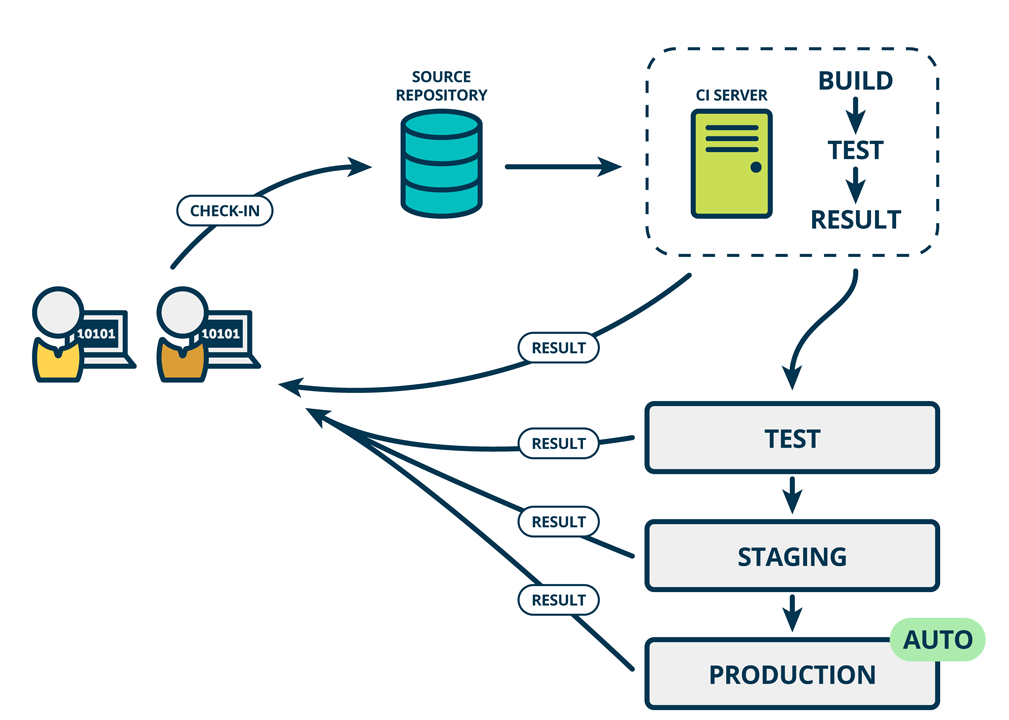 SOURCE
REPOSITORY
CI SERVER
BUILD
TEST
RESULT
CHECK-IN
10101
10101
RESULT
RESULT
TEST
RESULT
STAGING
RESULT
AUTO
PRODUCTION